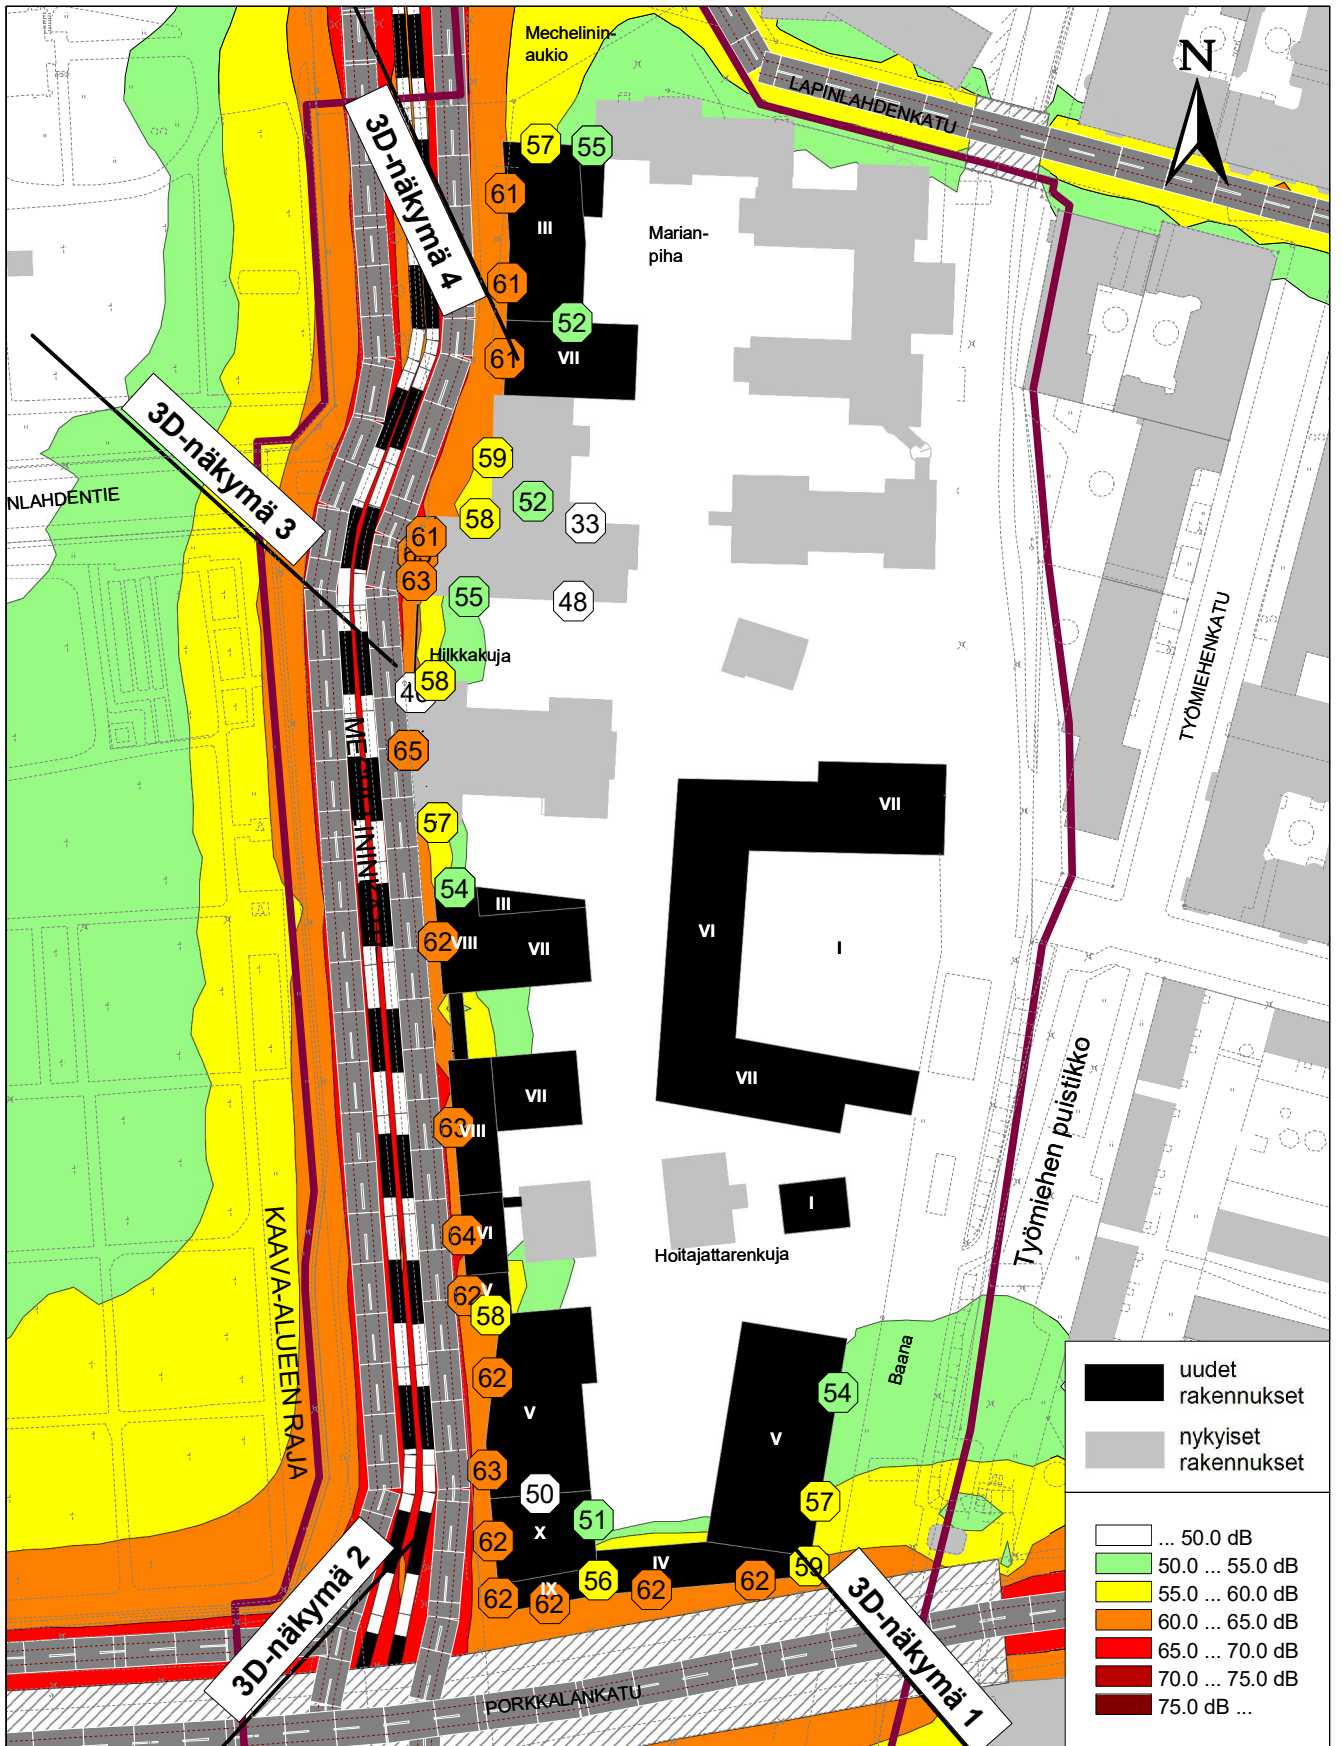 Mechelinin-
aukio
N
LAPINLAHDENKATU
57
55
3D-näkymä 4
61
III
Marian-
piha
61
52
61
VII
3D-näkymä 3
59
NLAHDENTIE
58
52
33
61
63
55
48
TYÖMIEHENKATU
Hilkkakuja
58
65
VII
57
54
III
VI
62
VIII
VII
I
VII
VII
63
VIII
Työmiehen puistikko
I
64
VI
Hoitajattarenkuja
KAAVA-ALUEEN RAJA
62
V
58
Baana
uudet
rakennukset
62
54
V
V
nykyiset
rakennukset
63
50
57
51
X
62
3D-näkymä 2
IV
59
IX
56
62
62
62
62
3D-näkymä 1
PORKKALANKATU
... 50.0 dB
50.0 ... 55.0 dB
55.0 ... 60.0 dB
60.0 ... 65.0 dB
65.0 ... 70.0 dB
70.0 ... 75.0 dB
75.0 dB ...